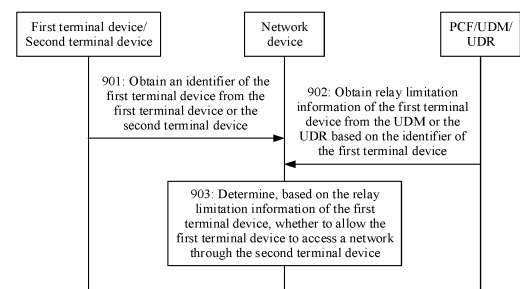 First terminal device/
Second terminal device
Network
device
PCF/UDM/
UDR
901: Obtain an identifier of the
first terminal device from the
first terminal device or the
second terminal device
902: Obtain relay limitation
information of the first terminal
device from the UDM or the
UDR based on the identifier of
the first terminal device
903: Determine, based on the relay
limitation information of the first
terminal device, whether to allow the
first terminal device to access a network
through the second terminal device